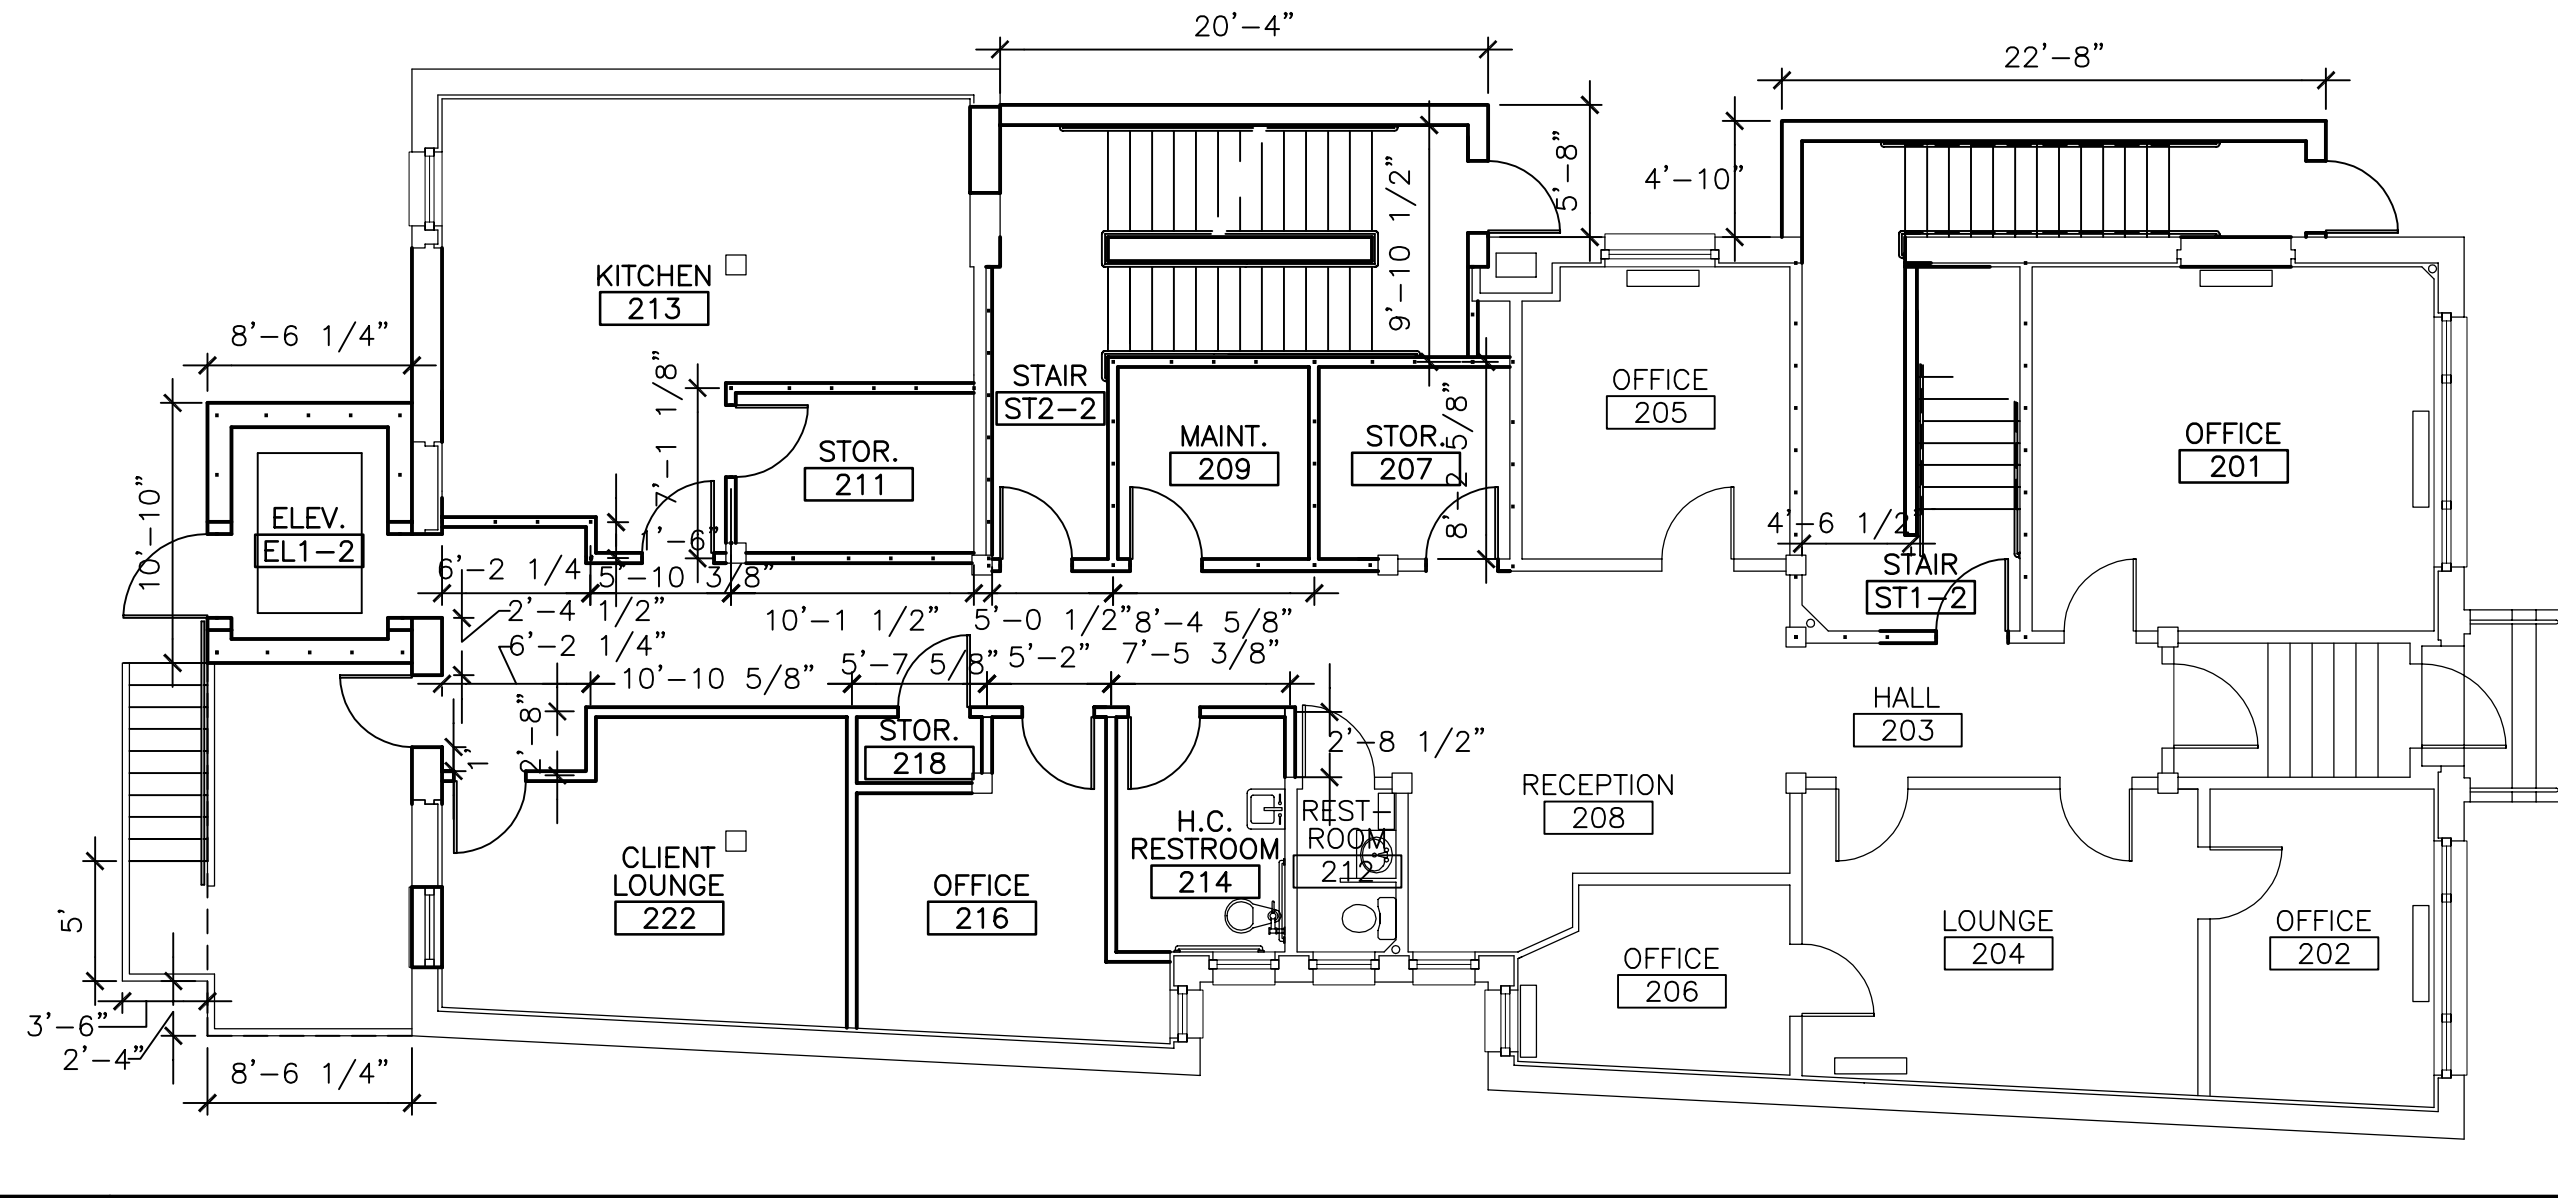 20'-4"
22'-8"
5'-8"
4'-10"
9'-10 1/2"
KITCHEN
213
8'-6 1/4"
7'-1 1/8"
STAIR
ST2-2
OFFICE
205
8'-2 5/8"
STOR.
211
MAINT.
209
STOR.
207
OFFICE
201
10'-10"
ELEV.
EL1-2
1'-6"
4'-6 1/2"
STAIR
ST1-2
6'-2 1/4
5'-10 3/8"
2'-4 1/2"
10'-1 1/2"
5'-0 1/2"
8'-4 5/8"
6'-2 1/4"
10'-10 5/8"
5'-7 5/8"
5'-2"
7'-5 3/8"
HALL
203
2'-8"
1'
STOR.
218
2'-8 1/2"
RECEPTION
208
H.C.
RESTROOM
214
REST-
ROOM
212
CLIENT
LOUNGE
222
OFFICE
216
5'
LOUNGE
204
OFFICE
202
OFFICE
206
3'-6"
2'-4"
8'-6 1/4"